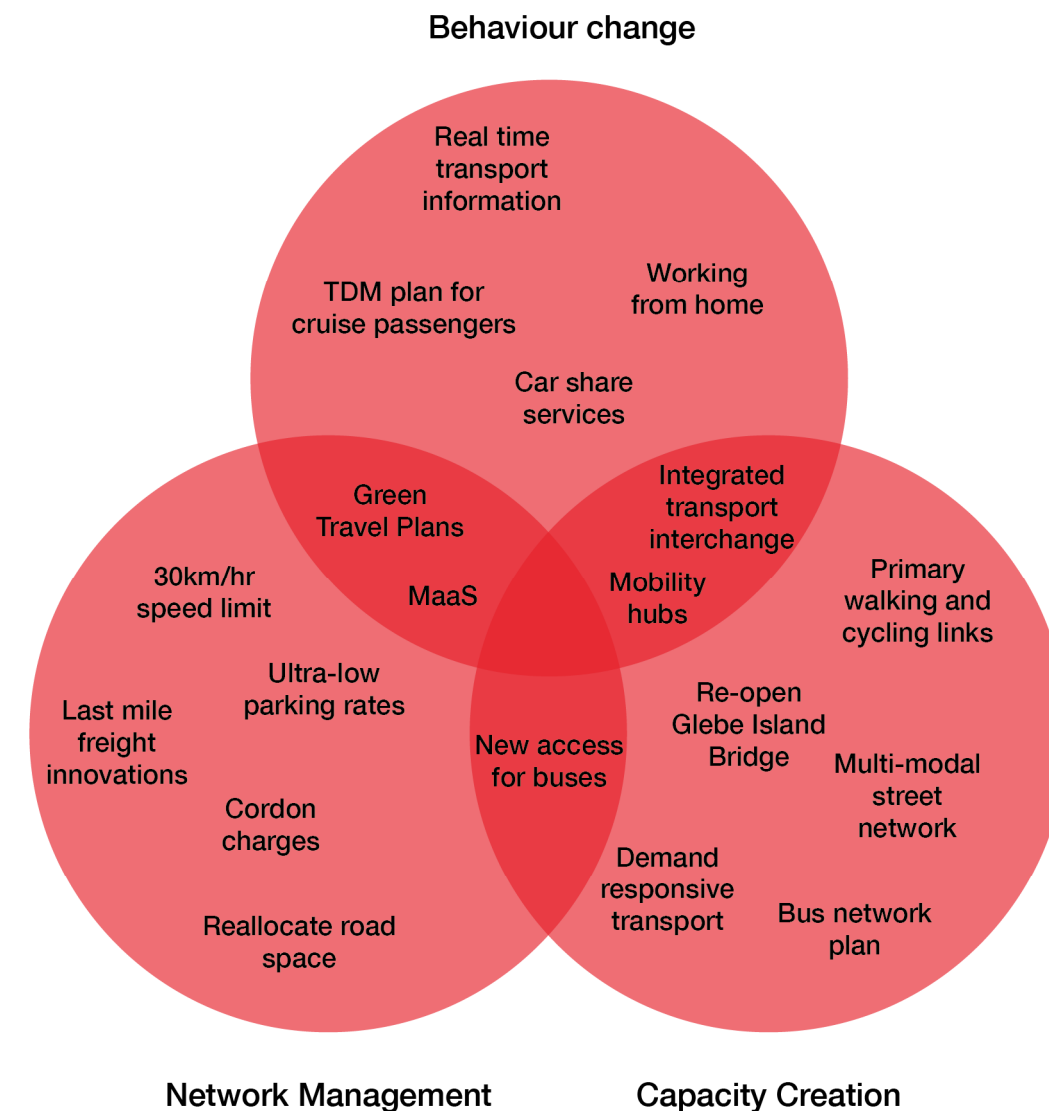 Behaviour change
Real time
transport
information
Working
from home
TDM plan for
cruise passengers
Car share
services
Integrated
transport
interchange
Green
Travel Plans
Mobility
hubs
MaaS
30km/hr
speed limit
Primary
walking and
cycling links
Ultra-low
parking rates
Last mile
freight
innovations
New access
for buses
Re-open
Glebe Island
Bridge
Multi-modal
street
network
Cordon
charges
Demand
responsive
transport
Bus network
plan
Reallocate road
space
Network Management
Capacity Creation